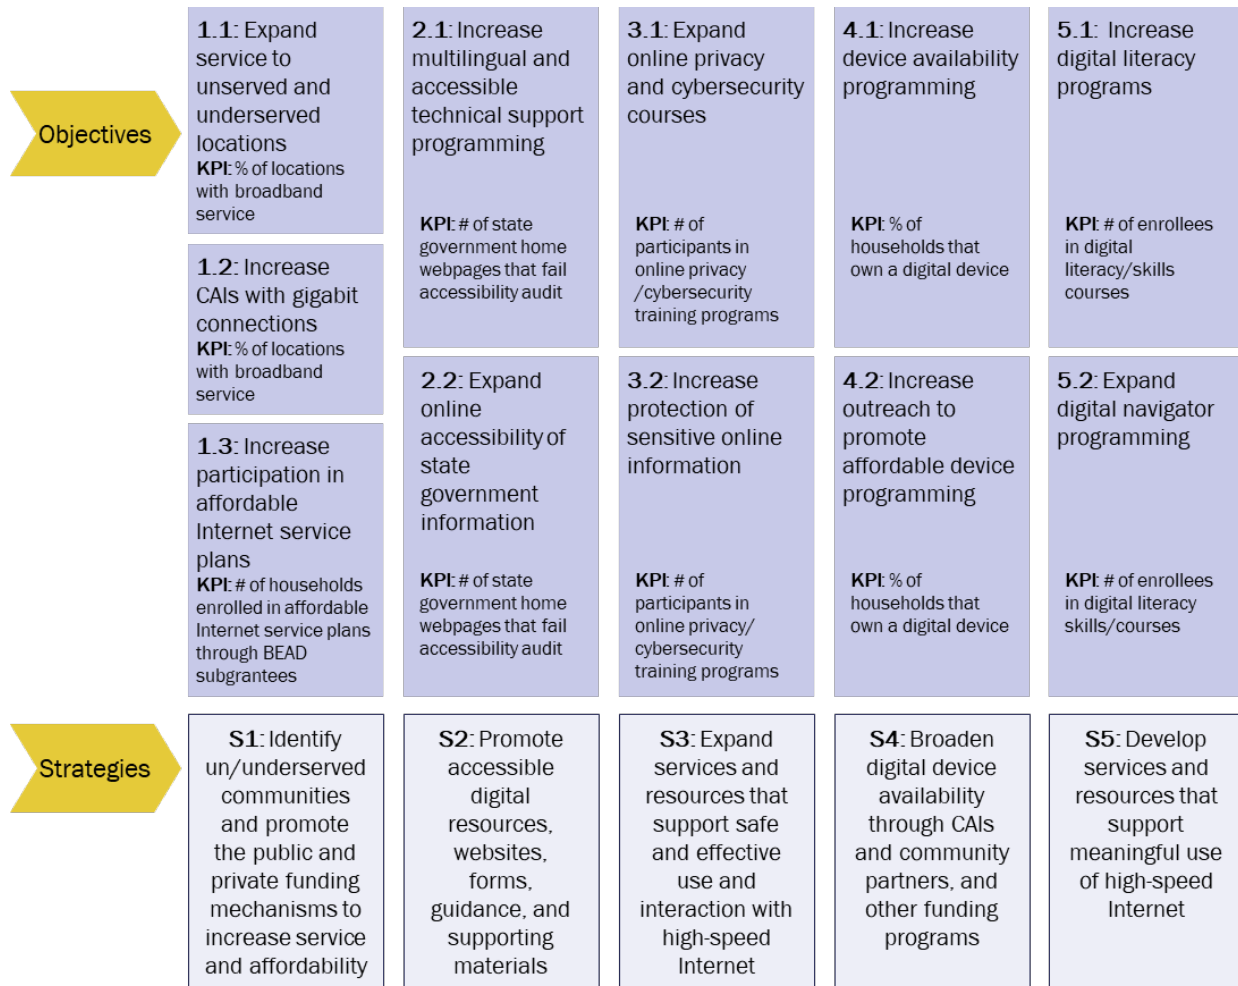 Objectives
1.1: Expand
service to
unserved and
underserved
locations
KPI: % of locations
with broadband
service
1.2: Increase
CAIs with gigabit
connections
KPI: % of locations
with broadband
service
1.3: Increase
participation in
affordable
Internet service
plans
KPI: # of households
enrolled in affordable
Internet service plans
through BEAD
subgrantees
2.1: Increase
multilingual and
accessible
technical support
programming
KPI: # of state
government home
webpages that fail
accessibility audit
2.2: Expand
online
accessibility of
state
government
information
KPI: # of state
government home
webpages that fail
accessibility audit
3.1: Expand
online privacy
and cybersecurity
courses
KPI: # of
participants in
online privacy
/cybersecurity
training programs
3.2: Increase
protection of
sensitive online
information
KPI: # of
participants in
online privacy/
cybersecurity
training programs
4.1: Increase
device availability
programming
KPI: % of
households that
own a digital device
4.2: Increase
outreach to
promote
affordable device
programming
KPI: % of
households that
own a digital device
5.1: Increase
digital literacy
programs
KPI: # of enrollees
in digital
literacy/skills
courses
5.2: Expand
digital navigator
programming
KPI: # of enrollees
in digital literacy
skills/courses
Strategies
S1: Identify
un/underserved
communities
and promote
the public and
private funding
mechanisms to
increase service
and affordability
S2: Promote
accessible
digital
resources,
websites,
forms,
guidance, and
supporting
materials
S3: Expand
services and
resources that
support safe
and effective
use and
interaction with
high-speed
Internet
S4: Broaden
digital device
availability
through CAIs
and community
partners, and
other funding
programs
S5: Develop
services and
resources that
support
meaningful use
of high-speed
Internet